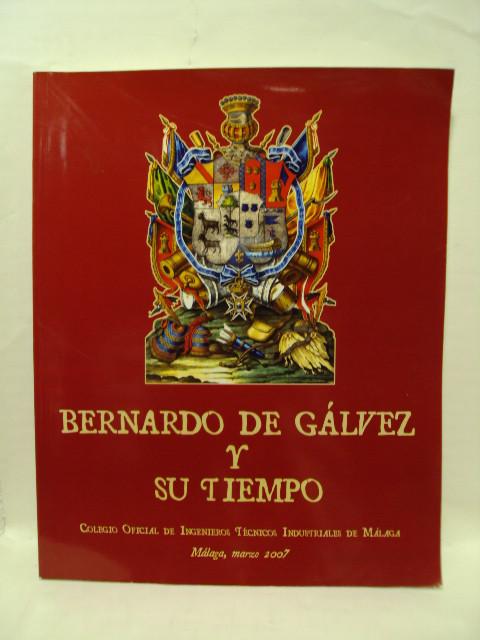 BERNARDO DE GÁLVEZ
Y
SU TIEMPO
COLEGIO OFICIAL DE INGENIEROS TÉCNICOS INDUSTRIALES DE MÁLAGA
Málaga, marzo 2007